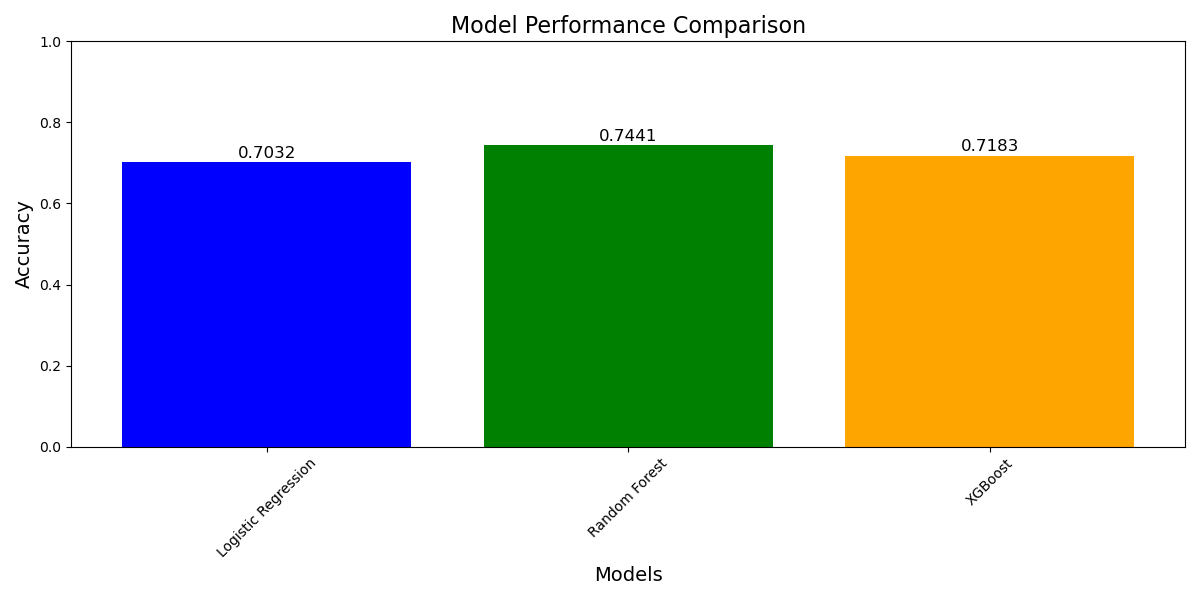 Model Performance Comparison
1.0
0.8
0.6
0.4
0.2
0.0
Accuracy
0.7032
0.7441
0.7183
Logistic Regression
Random Forest
XGBoost
Models